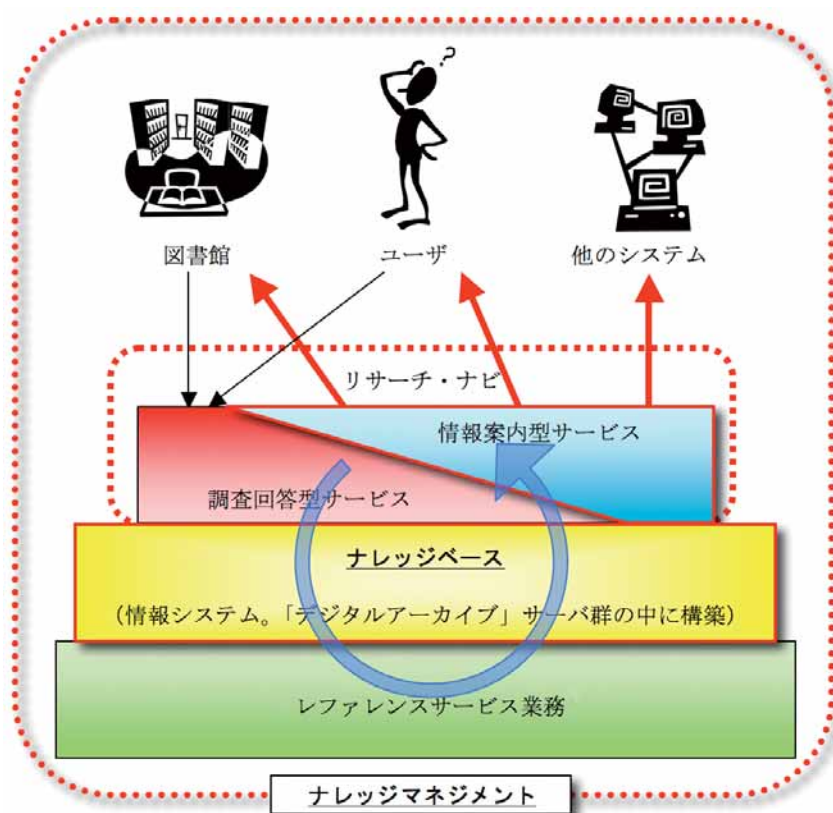 ?
図書館
ユーザ
他のシステム
リサーチ・ナビ
情報案内型サービス
調査回答型サービス
ナレッジベース
（情報システム。「デジタルアーカイブ」サーバ群の中に構築）
レファレンスサービス業務
ナレッジマネジメント